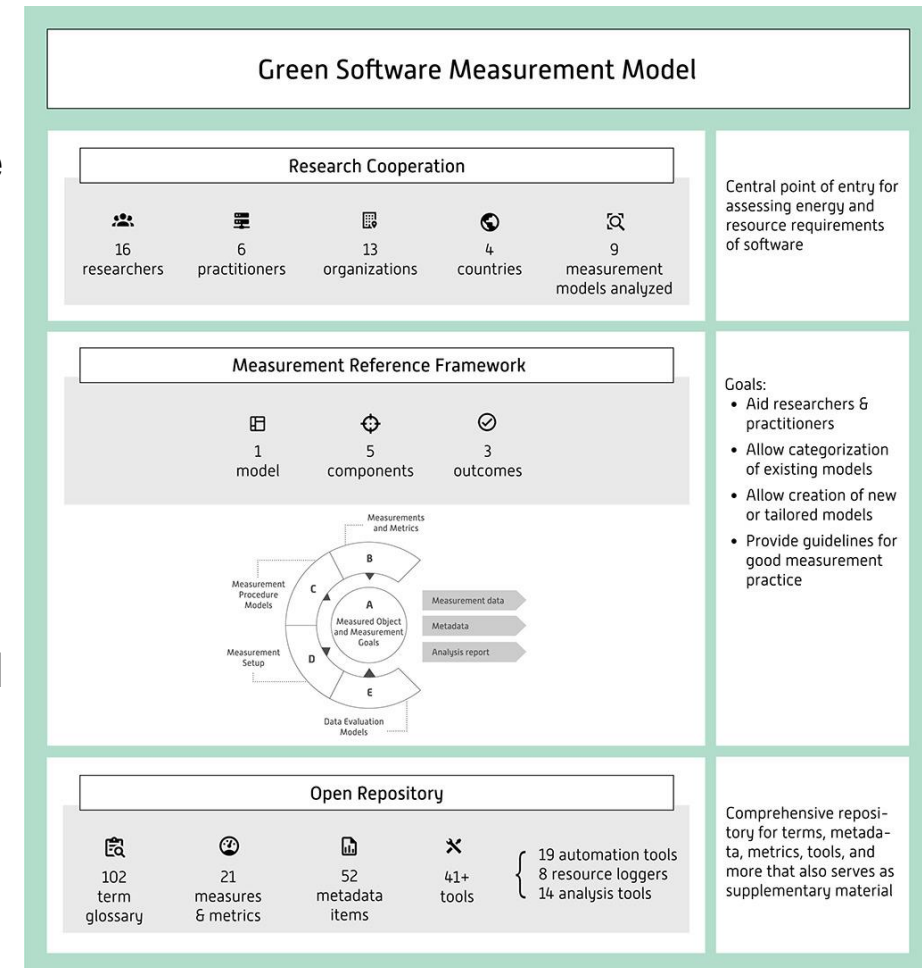 Green Software Measurement Model
Research Cooperation
16
researchers
6
practitioners
13
organizations
4
countries
9
measurement
models analyzed
Central point of entry for
assessing energy and
resource requirements
of software
Measurement Reference Framework
1
model
5
components
3
outcomes
Measurements
and Metrics
B
Measurement
Procedure
Models
C
A
Measured Object
and Measurement
Goals
Measurement data
Metadata
Analysis report
Measurement
Setup
D
E
Data Evaluation
Models
Goals:
• Aid researchers &
practitioners
• Allow categorization
of existing models
• Allow creation of new
or tailored models
• Provide guidelines for
good measurement
practice
Open Repository
102
term
glossary
21
measures
& metrics
52
metadata
items
41+
tools
19 automation tools
8 resource loggers
14 analysis tools
Comprehensive reposi-
tory for terms, metada-
ta, metrics, tools, and
more that also serves as
supplementary material